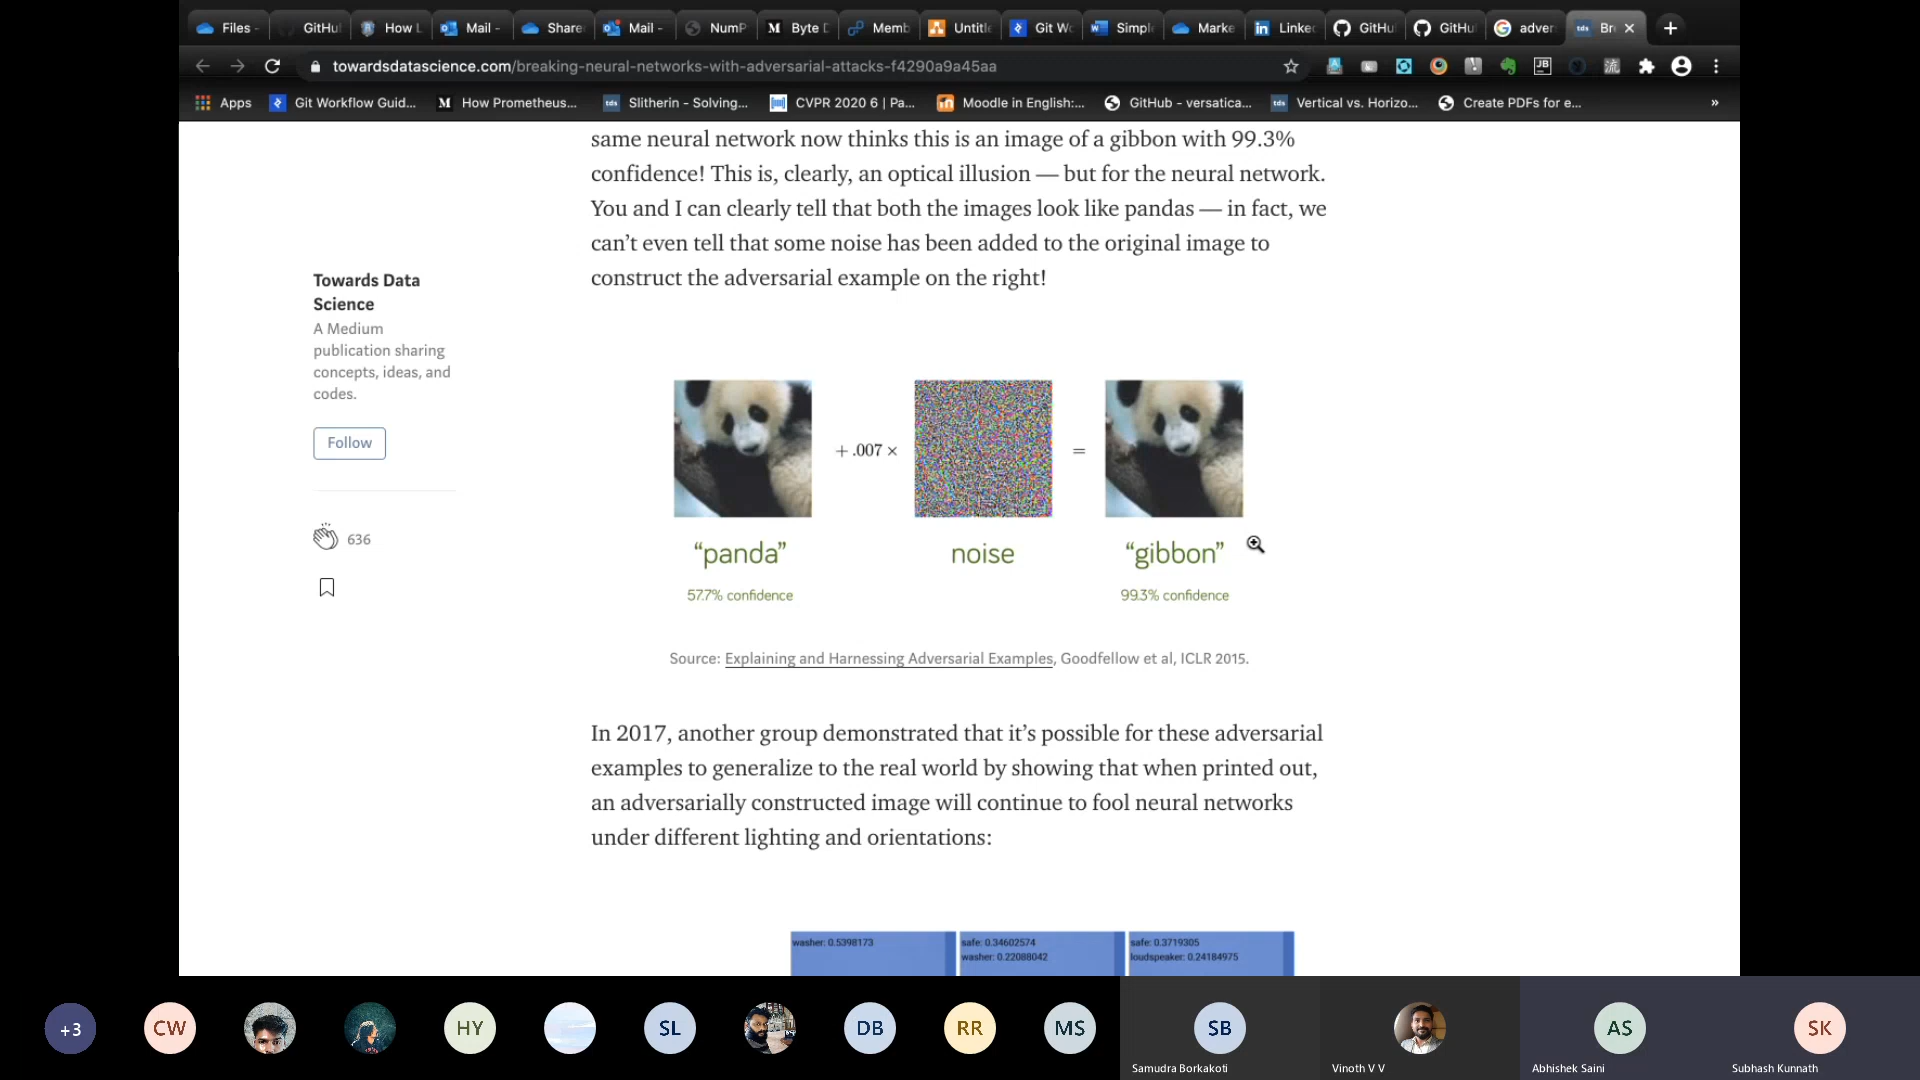 Files -
GitHu
How L
Mail -
Share
Mail -
NumP
Byte D
Memb
Untitle
Git Wo
Simpl
Marke
Linke
GitHu
GitHu
adver
Br
towardsdatascience.com/breaking-neural-networks-with-adversarial-attacks-f4290a9a45aa
Apps
Git Workflow Guid...
How Prometheus...
Slitherin - Solving...
CVPR 2020 6 | Pa...
Moodle in English:...
GitHub - versatica...
Vertical vs. Horizo...
Create PDFs for e...
»
same neural network now thinks this is an image of a gibbon with 99.3%
confidence! This is, clearly, an optical illusion — but for the neural network.
You and I can clearly tell that both the images look like pandas — in fact, we
can’t even tell that some noise has been added to the original image to
construct the adversarial example on the right!
Towards Data
Science
A Medium
publication sharing
concepts, ideas, and
codes.
Follow
636
+ .007 ×
=
“panda”
noise
“gibbon”
57.7% confidence
99.3% confidence
Source: Explaining and Harnessing Adversarial Examples, Goodfellow et al, ICLR 2015.
In 2017, another group demonstrated that it’s possible for these adversarial
examples to generalize to the real world by showing that when printed out,
an adversarially constructed image will continue to fool neural networks
under different lighting and orientations:
washer: 0.5398173
safe: 0.34602574
washer: 0.22088042
safe: 0.3719305
loudspeaker: 0.24184975
+3
CW
HY
SL
DB
RR
MS
SB
AS
SK
Samudra Borkakoti
Vinoth V V
Abhishek Saini
Subhash Kunnath